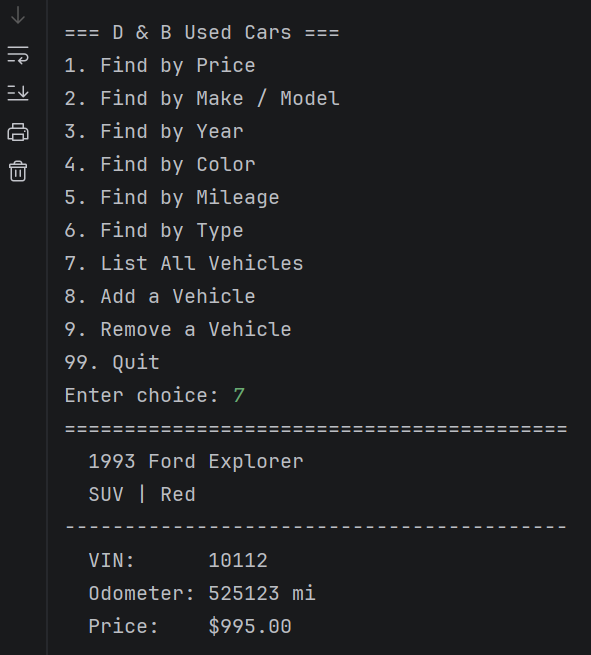 === D & B Used Cars ===
1. Find by Price
2. Find by Make / Model
3. Find by Year
4. Find by Color
5. Find by Mileage
6. Find by Type
7. List All Vehicles
8. Add a Vehicle
9. Remove a Vehicle
99. Quit
Enter choice: 7
==========================================
1993 Ford Explorer
SUV | Red
------------------------------------------
VIN:      10112
Odometer: 525123 mi
Price:    $995.00